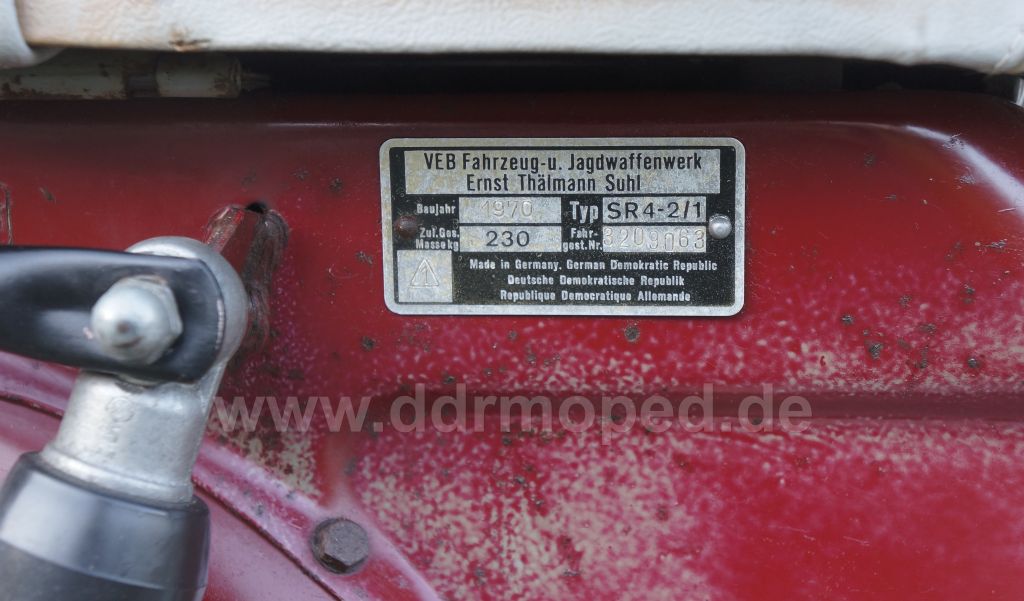 VEB Fahrzeug-u. Jagdwaffenwerk
Ernst Thälmann Suhl
Baujahr 1970 Typ SR4-2/1
Zul.Ges. Masse kg 230 Fahr-gest.Nr. 3209063
Made in Germany. German Demokratic Republic
Deutsche Demokratische Republik
Republique Democratique Allemande
www.ddrmoped.de